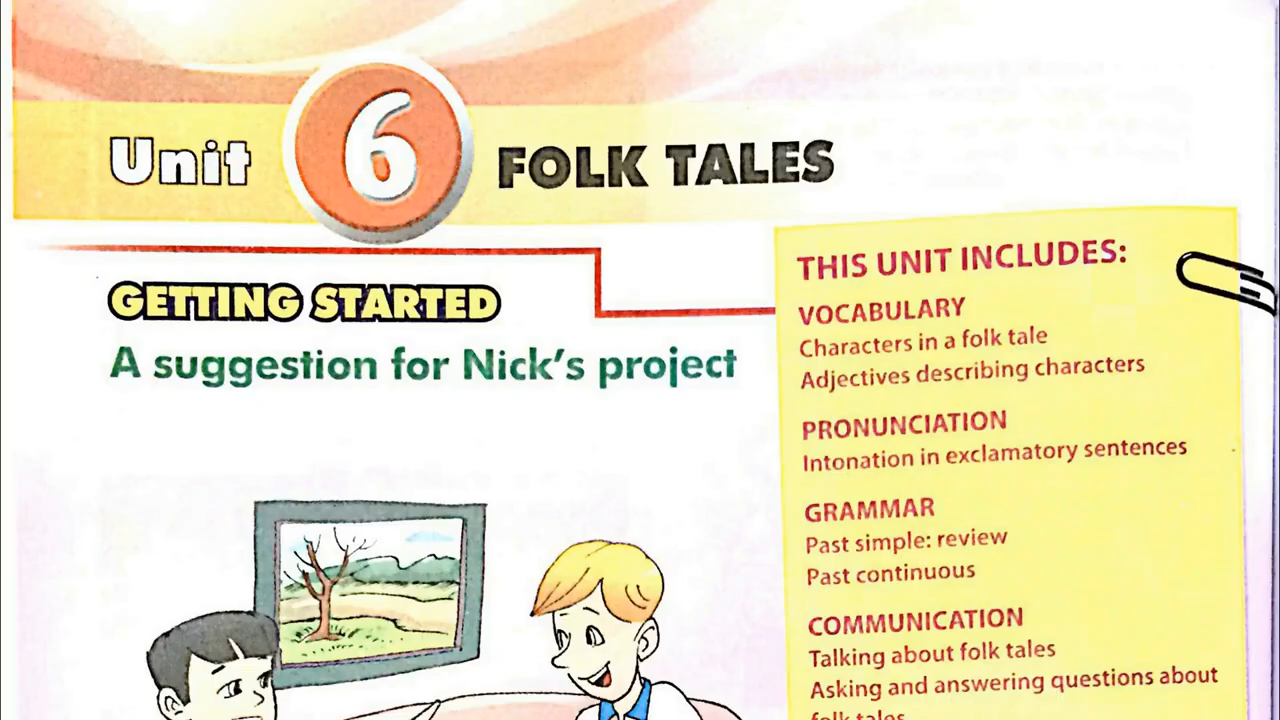 Unit 6 FOLK TALES
GETTING STARTED
A suggestion for Nick's project
THIS UNIT INCLUDES:
VOCABULARY
Characters in a folk tale
Adjectives describing characters
PRONUNCIATION
Intonation in exclamatory sentences
GRAMMAR
Past simple: review
Past continuous
COMMUNICATION
Talking about folk tales
Asking and answering questions about
folk tales